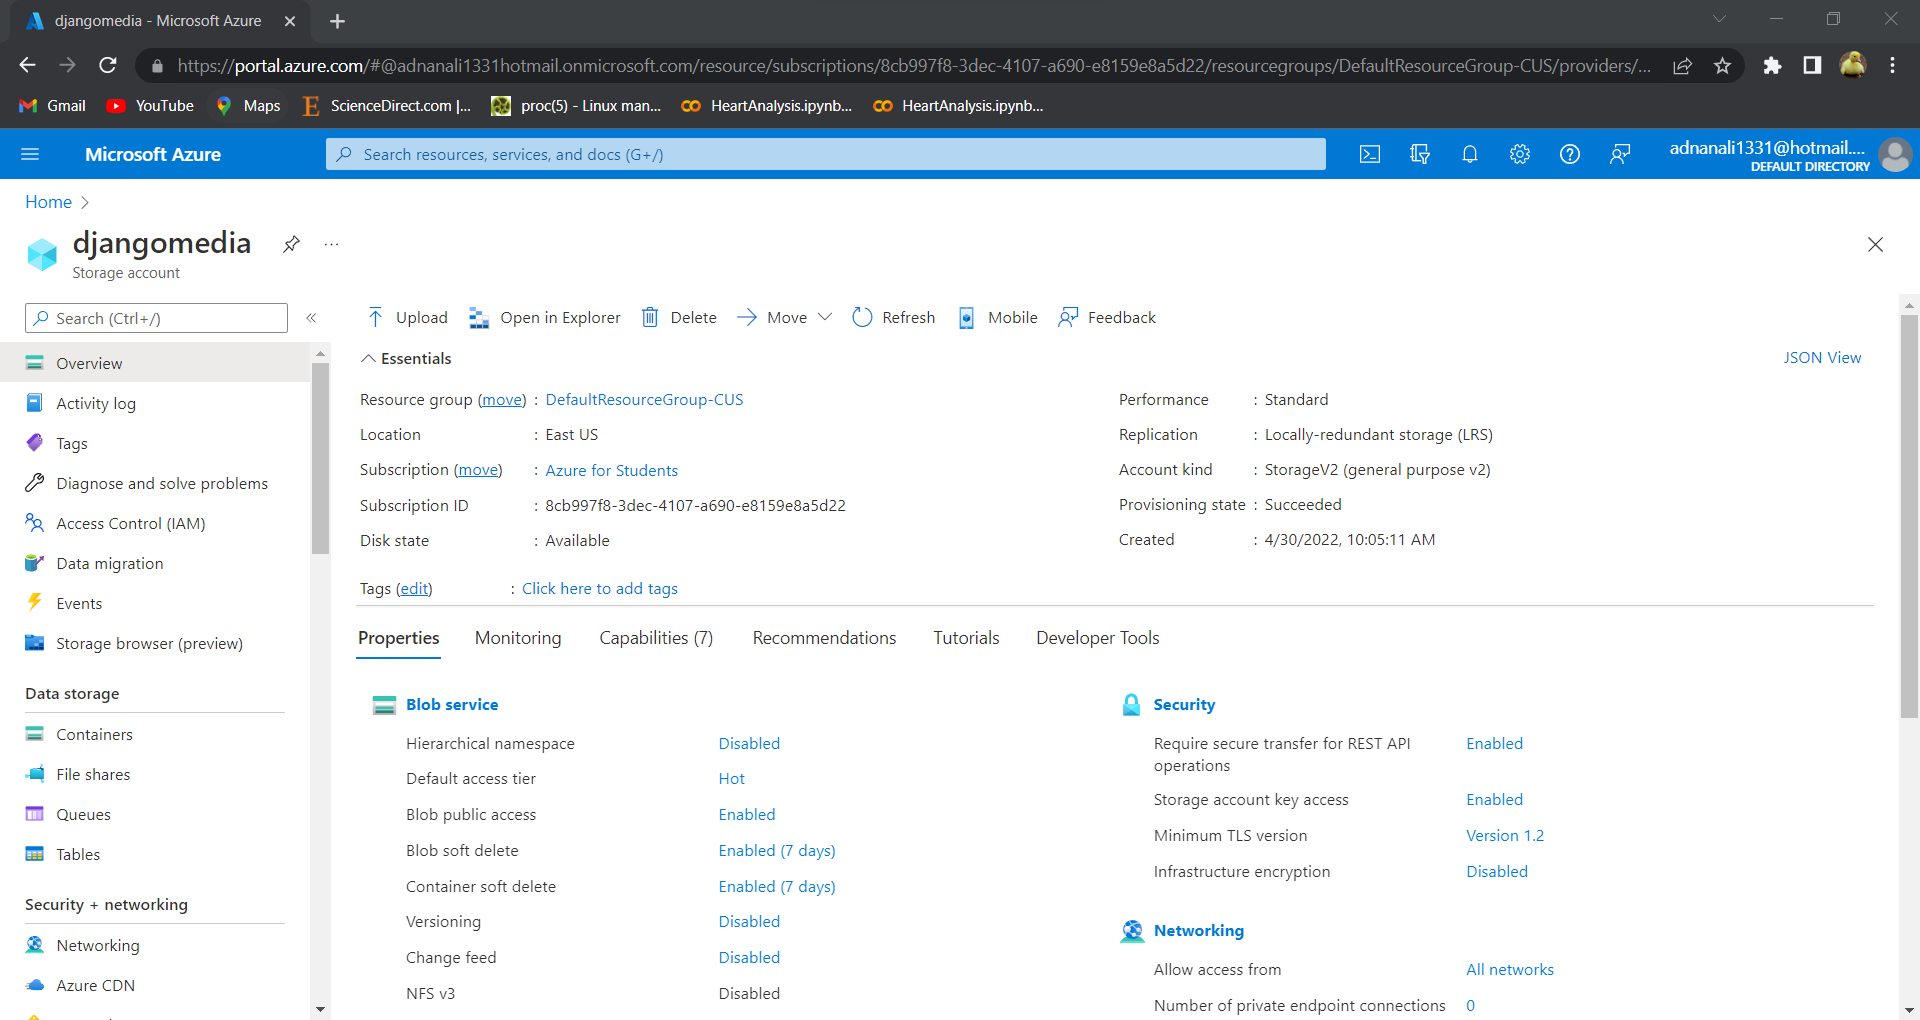 djangomedia - Microsoft Azure
https://portal.azure.com/#@adnanali1331hotmail.onmicrosoft.com/resource/subscriptions/8cb997f8-3dec-4107-a690-e8159e8a5d22/resourcegroups/DefaultResourceGroup-CUS/providers/...
Gmail YouTube Maps ScienceDirect.com |... proc(5) - Linux man... HeartAnalysis.ipynb... HeartAnalysis.ipynb...
Microsoft Azure
Search resources, services, and docs (G+/)
adnanali1331@hotmail....
DEFAULT DIRECTORY
Home
djangomedia
Storage account
Search (Ctrl+/)
Overview
Activity log
Tags
Diagnose and solve problems
Access Control (IAM)
Data migration
Events
Storage browser (preview)
Data storage
Containers
File shares
Queues
Tables
Security + networking
Networking
Azure CDN
Upload Open in Explorer Delete Move Refresh Mobile Feedback
Essentials
JSON View
Resource group (move) : DefaultResourceGroup-CUS
Location : East US
Subscription (move) : Azure for Students
Subscription ID : 8cb997f8-3dec-4107-a690-e8159e8a5d22
Disk state : Available
Performance : Standard
Replication : Locally-redundant storage (LRS)
Account kind : StorageV2 (general purpose v2)
Provisioning state : Succeeded
Created : 4/30/2022, 10:05:11 AM
Tags (edit) : Click here to add tags
Properties Monitoring Capabilities (7) Recommendations Tutorials Developer Tools
Blob service
Hierarchical namespace Disabled
Default access tier Hot
Blob public access Enabled
Blob soft delete Enabled (7 days)
Container soft delete Enabled (7 days)
Versioning Disabled
Change feed Disabled
NFS v3 Disabled
Security
Require secure transfer for REST API operations Enabled
Storage account key access Enabled
Minimum TLS version Version 1.2
Infrastructure encryption Disabled
Networking
Allow access from All networks
Number of private endpoint connections 0